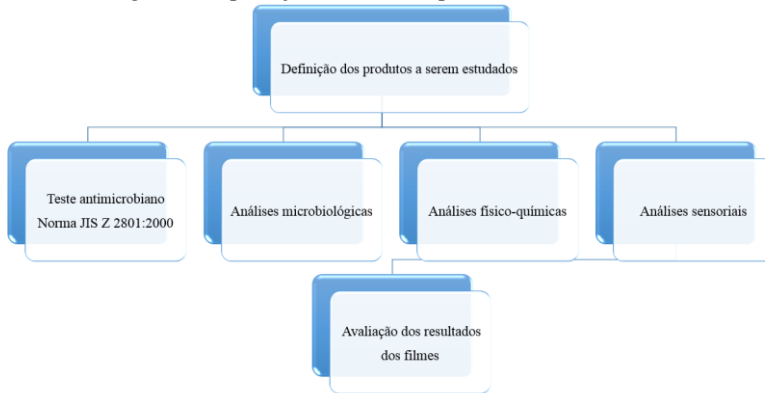 Definição dos produtos a serem estudados
Teste antimicrobiano
Norma JIS Z 2801:2000
Análises microbiológicas
Análises físico-químicas
Análises sensoriais
Avaliação dos resultados
dos filmes